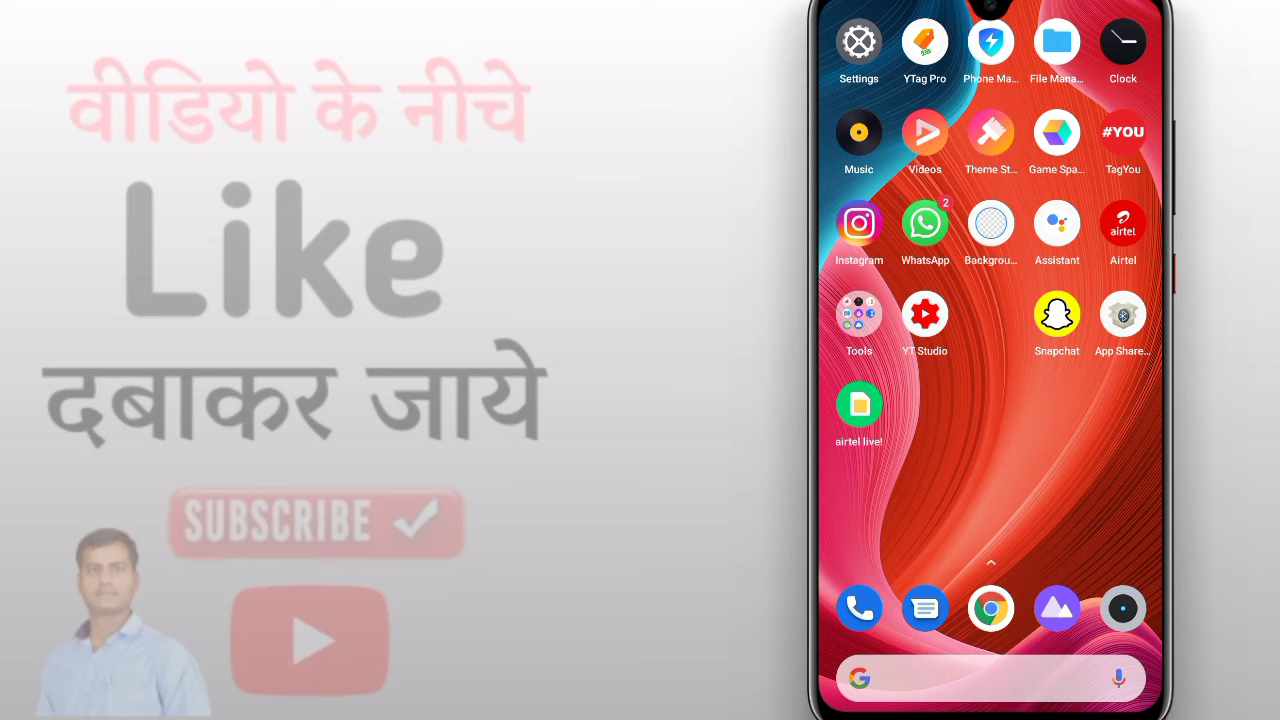 वीडियो के नीचे
Like
दबाकर जाये
SUBSCRIBE
Settings
YTag Pro
Phone Ma...
File Mana...
Clock
#YOU
Music
Videos
Theme St...
Game Spa...
TagYou
2
airtel
Instagram
WhatsApp
Backgrou...
Assistant
Airtel
Tools
YT Studio
Snapchat
App Share...
airtel live!
G